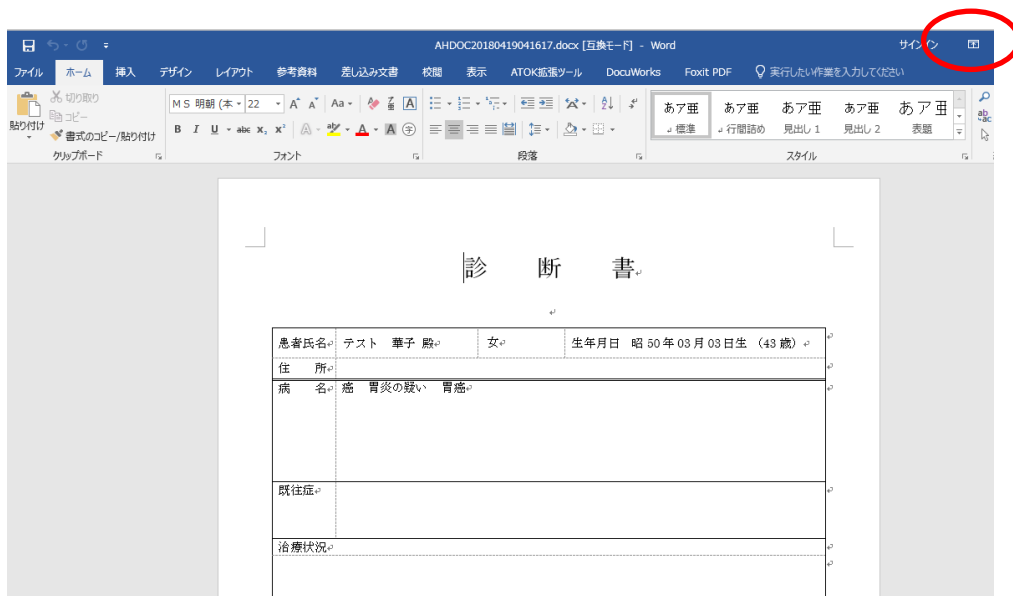 AHDOC20180419041617.docx [互換モード] - Word サインイン
ファイル ホーム 挿入 デザイン レイアウト 参考資料 差し込み文書 校閲 表示 ATOK拡張ツール DocuWorks Foxit PDF 実行したい作業を入力してください
切り取り
コピー
書式のコピー/貼り付け
貼り付け
クリップボード
ＭＳ 明朝 (本 22
フォント
段落
あア亜 あア亜 あア亜 あア亜 あア亜
標準 行間詰め 見出し 1 見出し 2 表題
スタイル
診 断 書
患者氏名 テスト 華子 殿 女 生年月日 昭 50 年 03 月 03 日生 (43 歳)
住 所
病 名 癌 胃炎の疑い 胃癌
既往症
治療状況